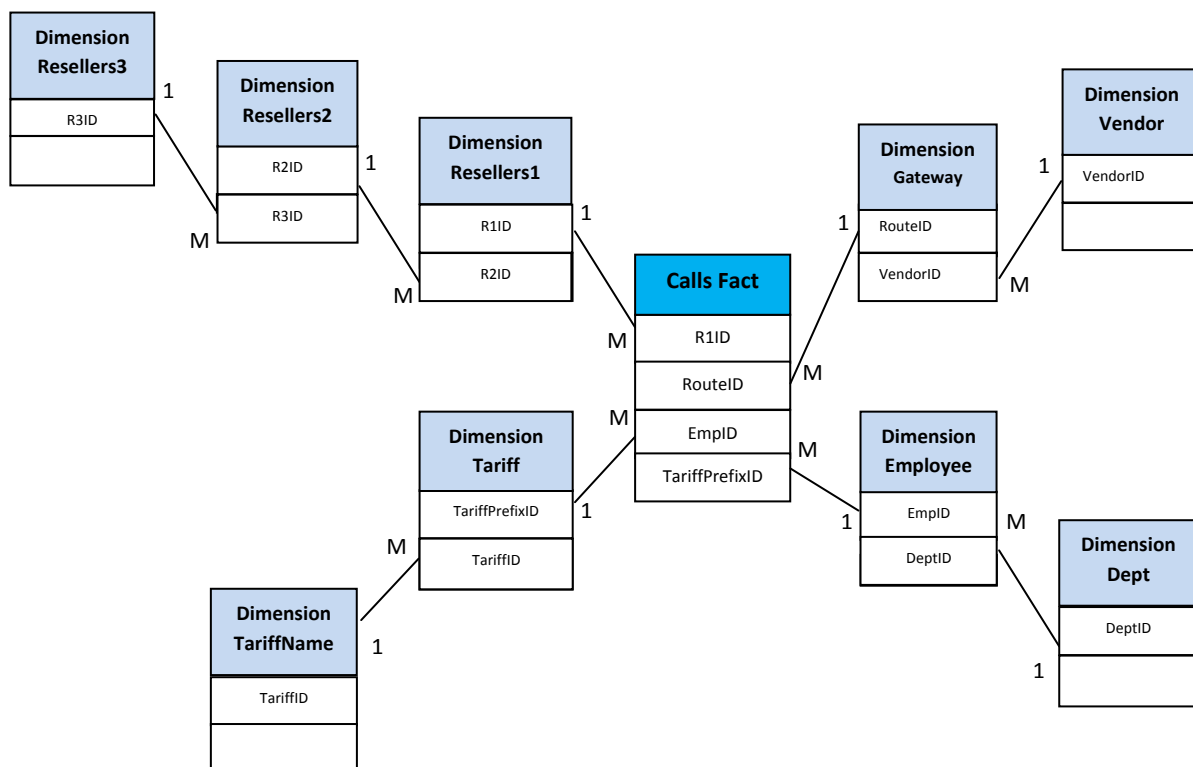 Dimension
Resellers3
R3ID
1
M
Dimension
Resellers2
R2ID
R3ID
1
M
Dimension
Resellers1
R1ID
R2ID
1
M
Calls Fact
R1ID
RouteID
EmpID
TariffPrefixID
M
M
M
Dimension
Gateway
RouteID
VendorID
1
M
Dimension
Vendor
VendorID
1
Dimension
Tariff
TariffPrefixID
TariffID
1
M
Dimension
TariffName
TariffID
1
Dimension
Employee
EmpID
DeptID
1
M
Dimension
Dept
DeptID
1